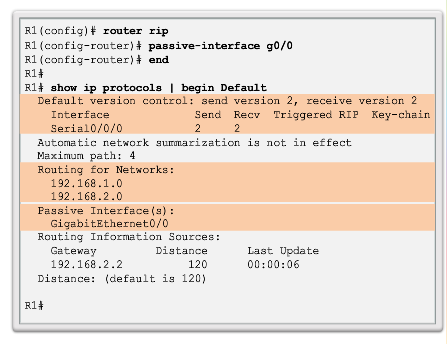 R1(config)# router rip
R1(config-router)# passive-interface g0/0
R1(config-router)# end
R1#
R1# show ip protocols | begin Default
Default version control: send version 2, receive version 2
Interface Send Recv Triggered RIP Key-chain
Serial0/0/0 2 2
Automatic network summarization is not in effect
Maximum path: 4
Routing for Networks:
192.168.1.0
192.168.2.0
Passive Interface(s):
GigabitEthernet0/0
Routing Information Sources:
Gateway Distance Last Update
192.168.2.2 120 00:00:06
Distance: (default is 120)
R1#